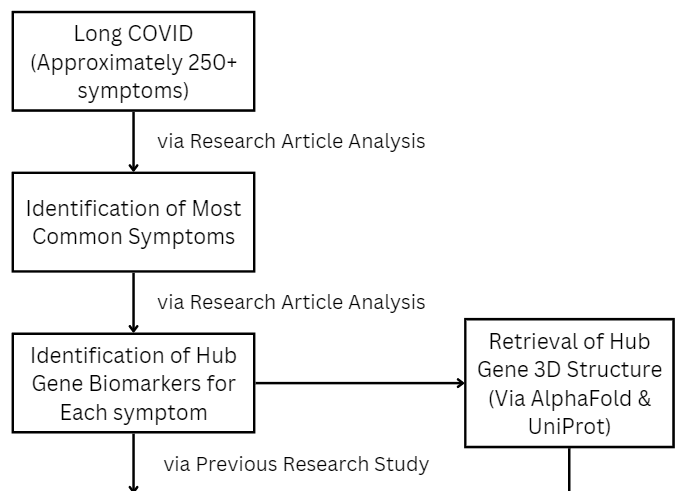 Long COVID
(Approximately 250+
symptoms)
via Research Article Analysis
Identification of Most
Common Symptoms
via Research Article Analysis
Identification of Hub
Gene Biomarkers for
Each symptom
Retrieval of Hub
Gene 3D Structure
(Via AlphaFold &
UniProt)
via Previous Research Study